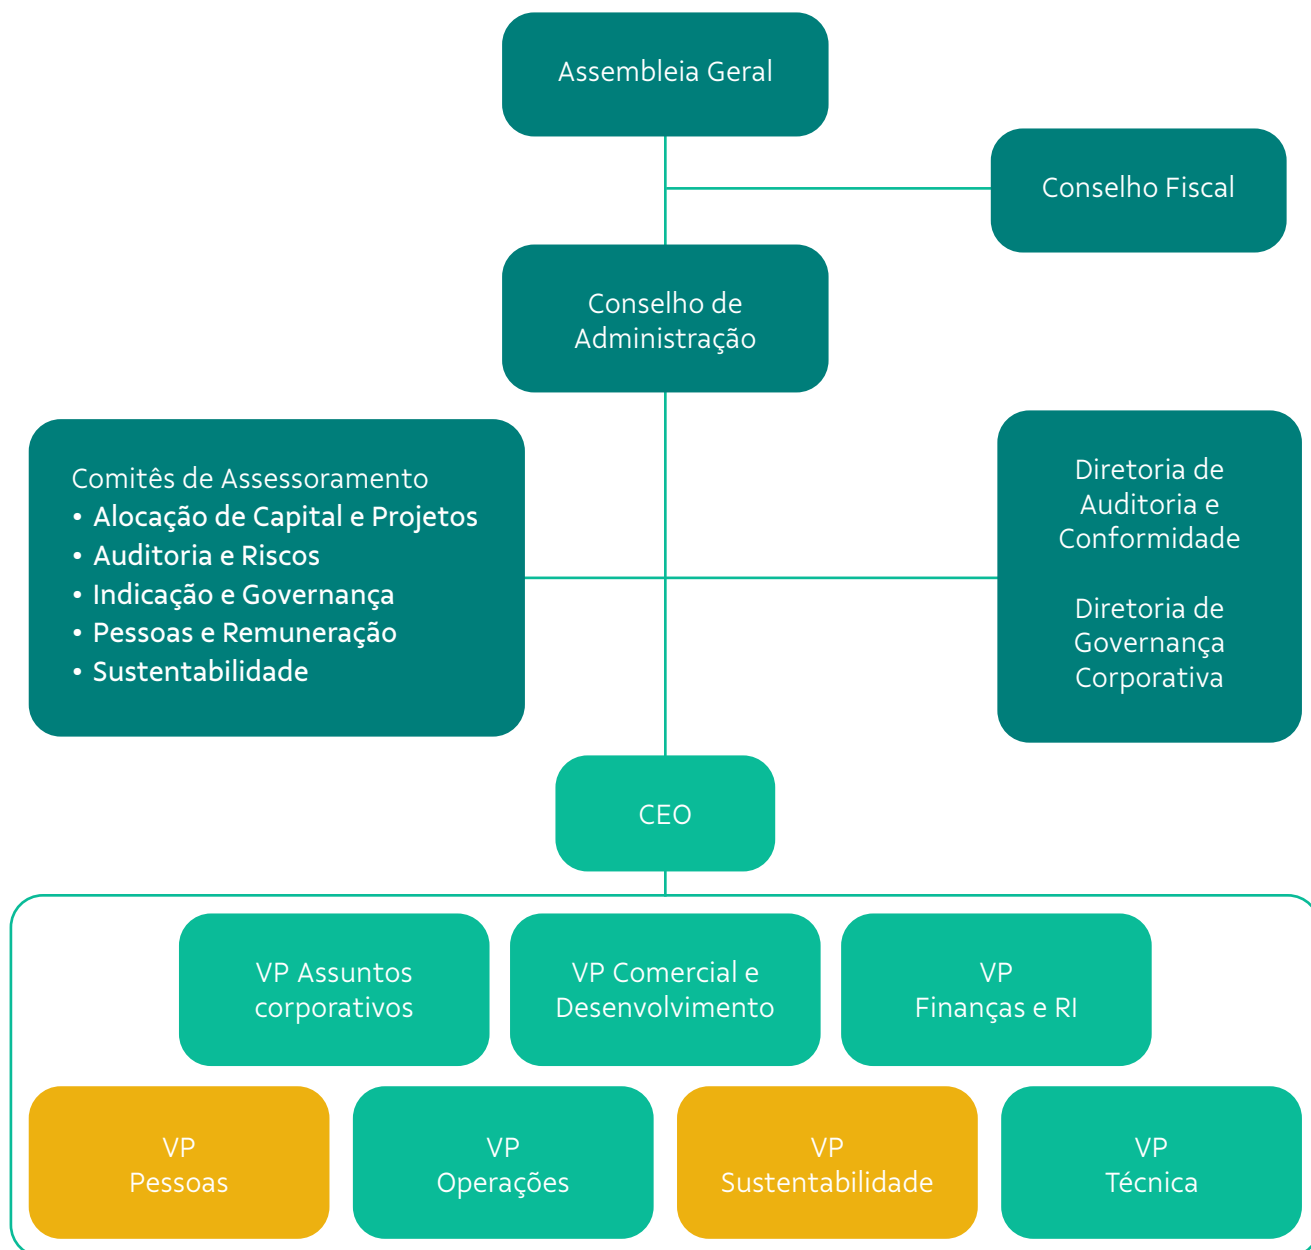 Assembleia Geral
Conselho Fiscal
Conselho de
Administração
Comitês de Assessoramento
• Alocação de Capital e Projetos
• Auditoria e Riscos
• Indicação e Governança
• Pessoas e Remuneração
• Sustentabilidade
Diretoria de
Auditoria e
Conformidade
Diretoria de
Governança
Corporativa
CEO
VP Assuntos
corporativos
VP Comercial e
Desenvolvimento
VP
Finanças e RI
VP
Pessoas
VP
Operações
VP
Sustentabilidade
VP
Técnica